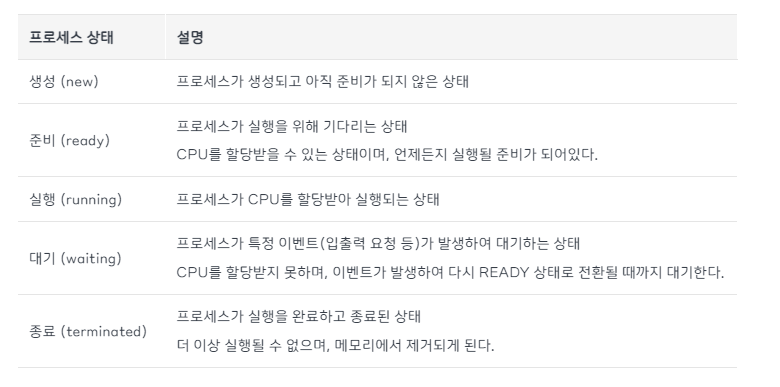 프로세스 상태 설명
생성 (new) 프로세스가 생성되고 아직 준비가 되지 않은 상태
준비 (ready) 프로세스가 실행을 위해 기다리는 상태
CPU를 할당받을 수 있는 상태이며, 언제든지 실행될 준비가 되어있다.
실행 (running) 프로세스가 CPU를 할당받아 실행되는 상태
대기 (waiting) 프로세스가 특정 이벤트(입출력 요청 등)가 발생하여 대기하는 상태
CPU를 할당받지 못하며, 이벤트가 발생하여 다시 READY 상태로 전환될 때까지 대기한다.
종료 (terminated) 프로세스가 실행을 완료하고 종료된 상태
더 이상 실행될 수 없으며, 메모리에서 제거되게 된다.